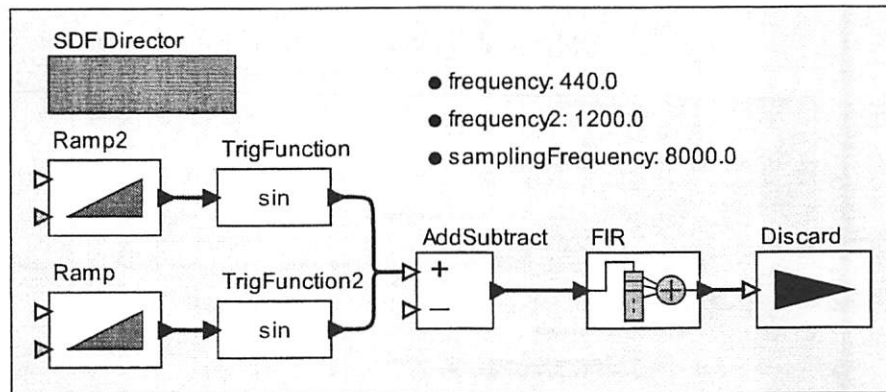 SDF Director
frequency: 440.0
frequency2: 1200.0
samplingFrequency: 8000.0
Ramp2
TrigFunction
sin
AddSubtract
FIR
Discard
+
−
Ramp
TrigFunction2
sin